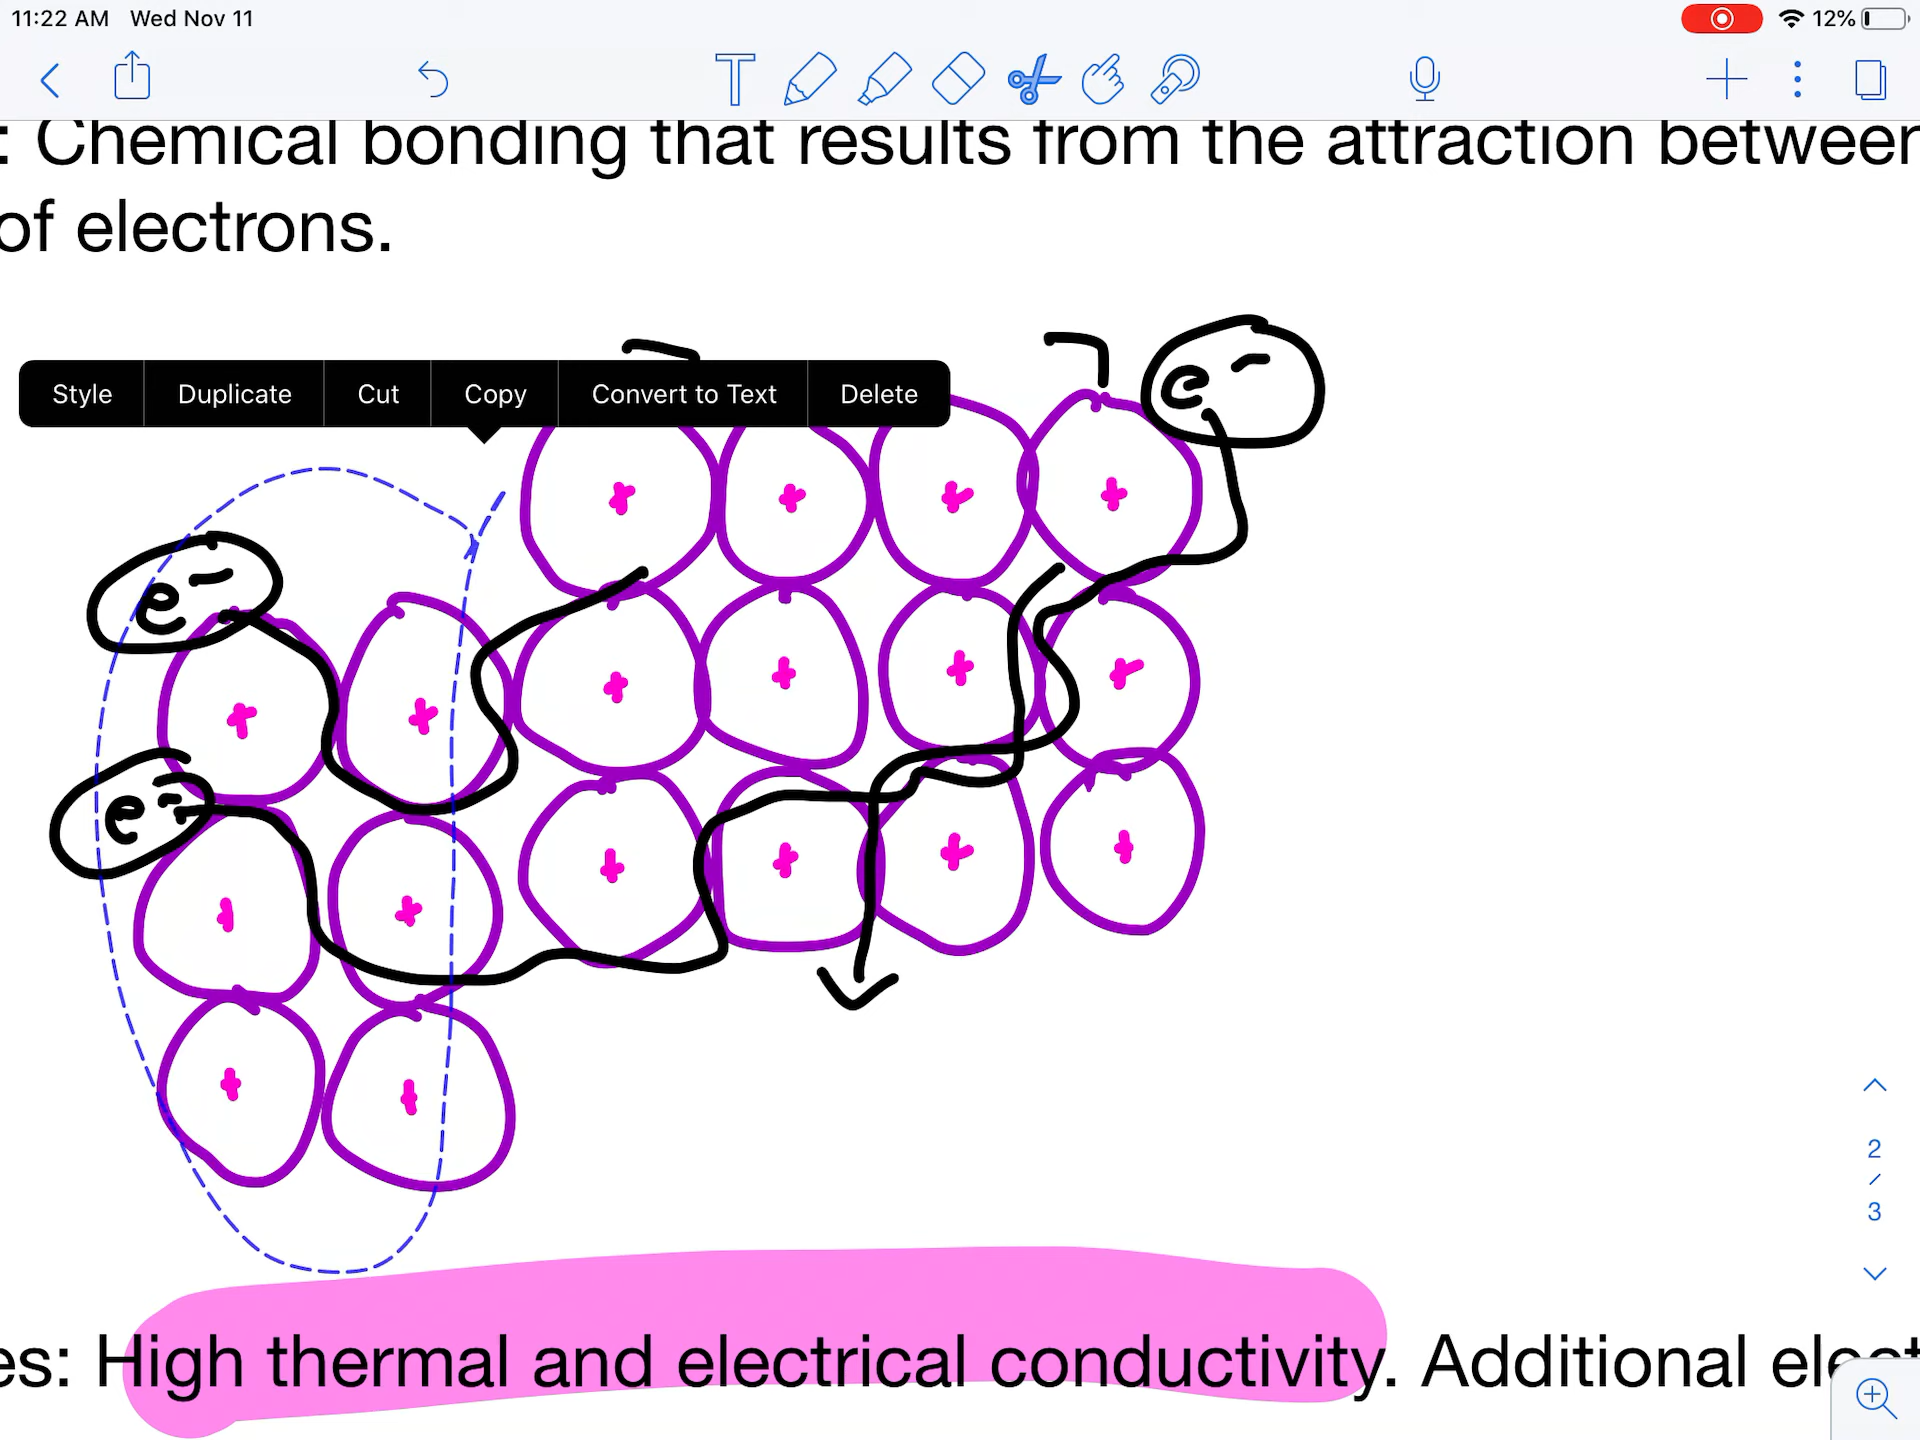 11:22 AM Wed Nov 11
12%
: Chemical bonding that results from the attraction between
of electrons.
Style Duplicate Cut Copy Convert to Text Delete
e-
+ + + +
e-
+ + + + + +
e-
+ + + + + +
+ +
2
/
3
es: High thermal and electrical conductivity. Additional elect